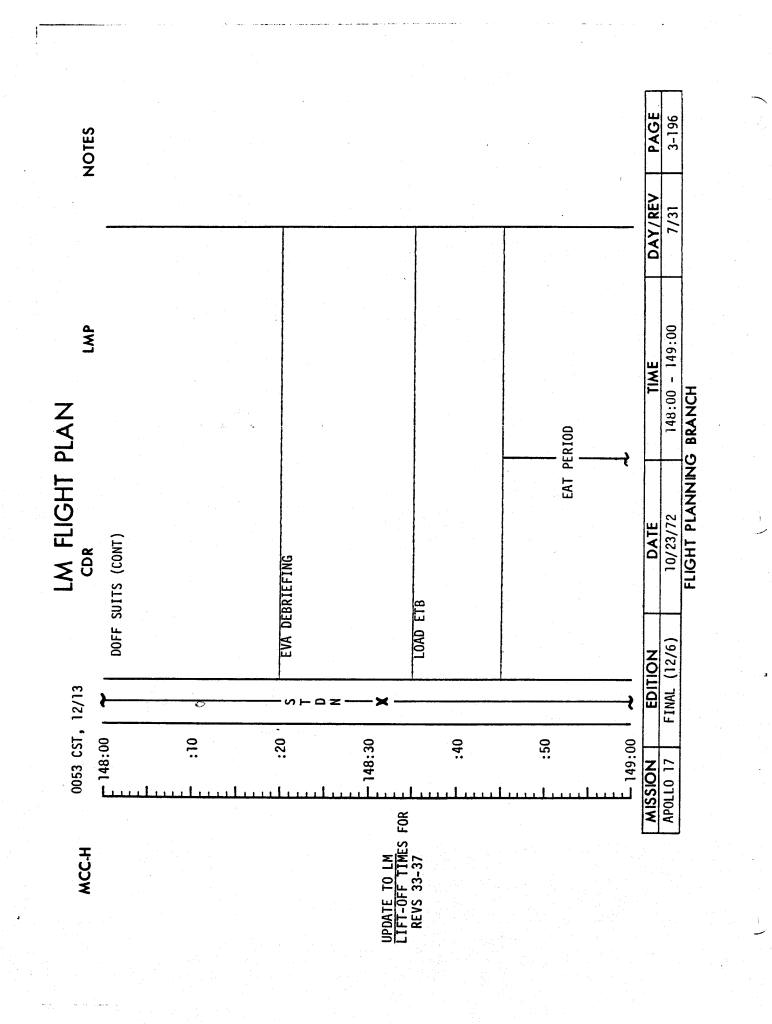 LM FLIGHT PLAN
MCC-H
0053 CST, 12/13
CDR
LMP
NOTES
148:00
DOFF SUITS (CONT)
:10
:20
EVA DEBRIEFING
S
T
D
N
X
148:30
UPDATE TO LM
LIFT-OFF TIMES FOR
REVS 33-37
LOAD ETB
:40
:50
EAT PERIOD
149:00
MISSION EDITION DATE TIME DAY/REV PAGE
APOLLO 17 FINAL (12/6) 10/23/72 148:00 - 149:00 7/31 3-196
FLIGHT PLANNING BRANCH